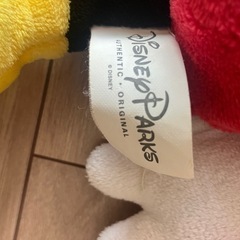 DISNEY PARKS
AUTHENTIC + ORIGINAL
© DISNEY